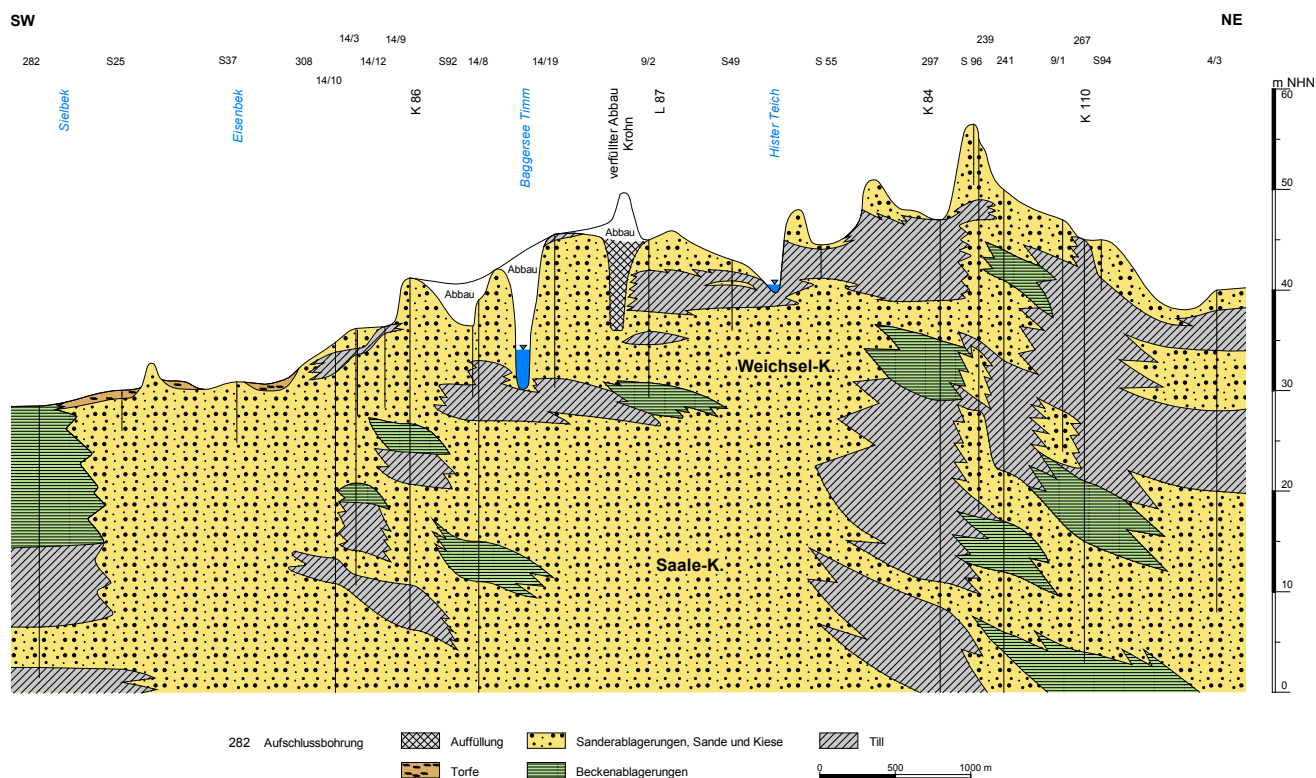 SW
NE
14/3
14/9
239
267
282
S25
S37
308
14/12
S92
14/8
14/19
9/2
S49
S 55
297
S 96
241
9/1
S94
4/3
14/10
m NHN
Sielbek
Eisenbek
K 86
Baggersee Timm
verfüllter Abbau
Krohn
L 87
Hister Teich
K 84
K 110
60
50
40
30
20
10
0
Abbau
Abbau
Abbau
Weichsel-K.
Saale-K.
282 Aufschlussbohrung
Auffüllung
Sanderablagerungen, Sande und Kiese
Till
Torfe
Beckenablagerungen
0 500 1000 m